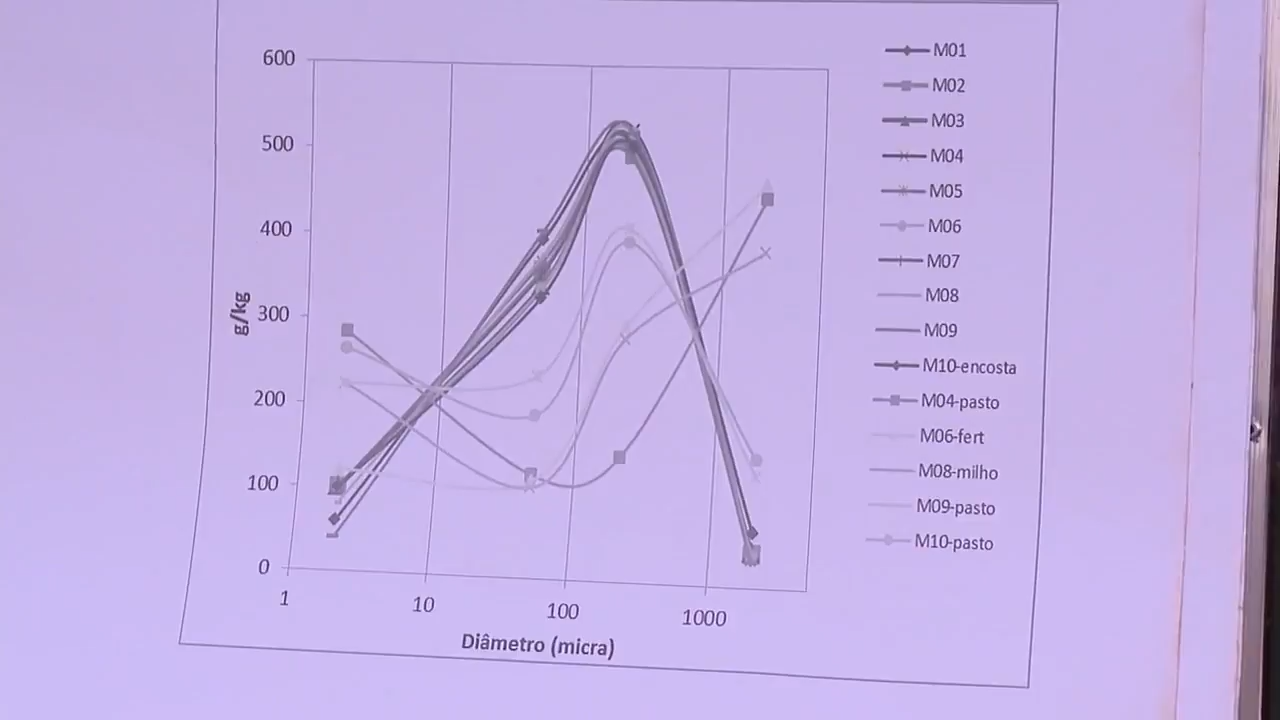 600
500
400
300
200
100
0
g/kg
1
10
100
1000
Diâmetro (micra)
M01
M02
M03
M04
M05
M06
M07
M08
M09
M10-encosta
M04-pasto
M06-fert
M08-milho
M09-pasto
M10-pasto